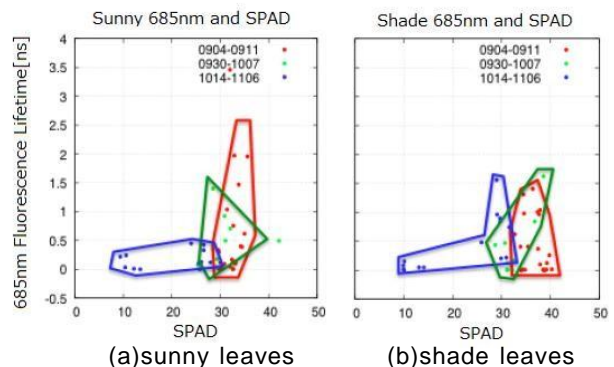 Sunny 685nm and SPAD
685nm Fluorescence Lifetime[ns]
4
3.5
3
2.5
2
1.5
1
0.5
0
-0.5
0904-0911
0930-1007
1014-1106
0 10 20 30 40 50
SPAD
(a)sunny leaves
Shade 685nm and SPAD
0904-0911
0930-1007
1014-1106
0 10 20 30 40 50
SPAD
(b)shade leaves